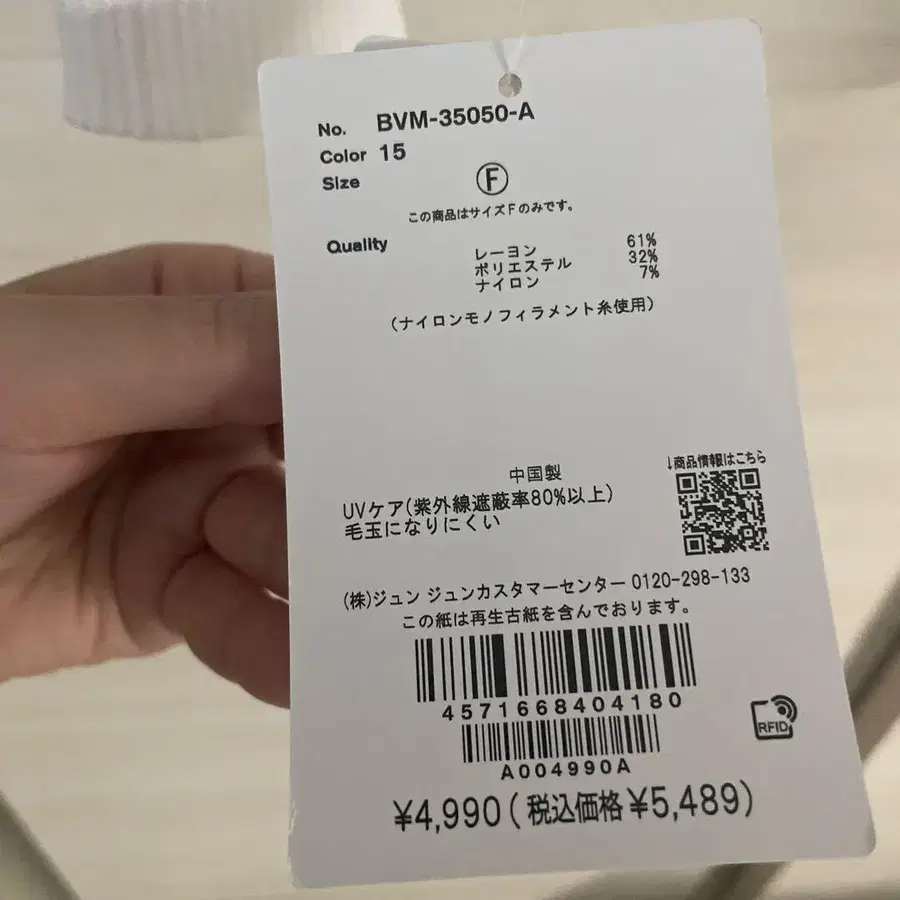 No. BVM-35050-A
Color 15
Size Ⓕ
この商品はサイズFのみです。
Quality
レーヨン 61%
ポリエステル 32%
ナイロン 7%
(ナイロンモノフィラメント糸使用)
中国製
↓商品情報はこちら
UVケア(紫外線遮蔽率80%以上)
毛玉になりにくい
(株)ジュン ジュンカスタマーセンター 0120-298-133
この紙は再生古紙を含んでおります。
4571668404180
RFID
A004990A
¥4,990(税込価格¥5,489)